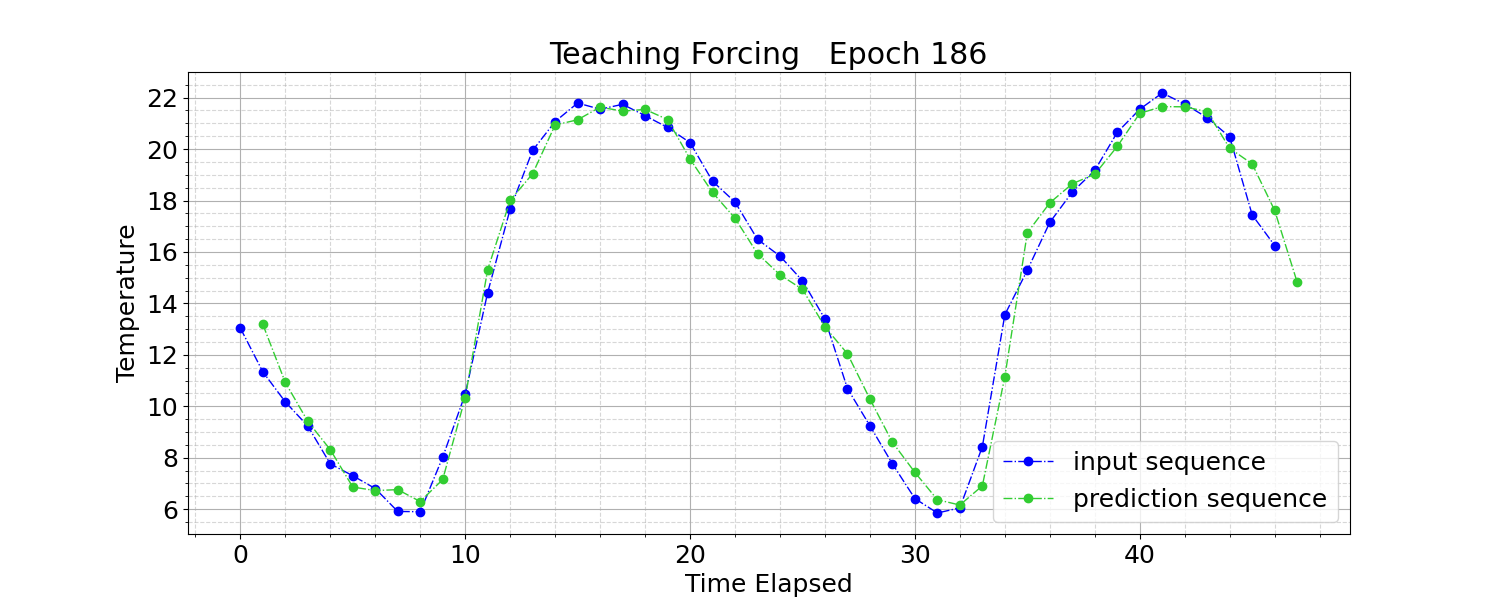 Teaching Forcing   Epoch 186
22
20
18
16
14
12
10
8
6
Temperature
0
10
20
30
40
Time Elapsed
input sequence
prediction sequence